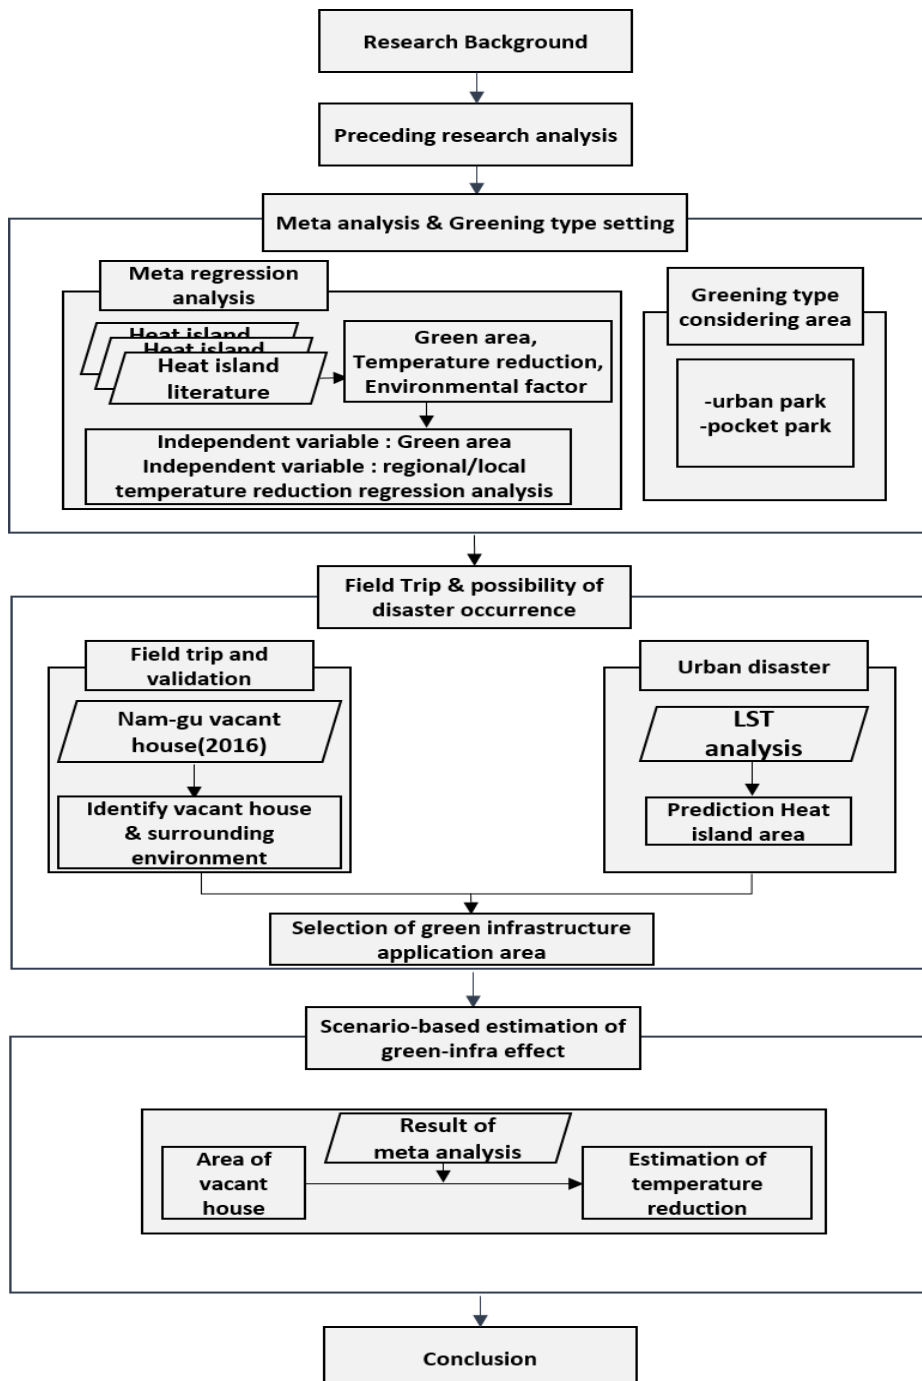 Research Background
Preceding research analysis
Meta analysis & Greening type setting
Meta regression
analysis
Heat island
Heat island
Heat island
literature
Green area,
Temperature reduction,
Environmental factor
Independent variable : Green area
Independent variable : regional/local
temperature reduction regression analysis
Greening type
considering area
-urban park
-pocket park
Field Trip & possibility of
disaster occurrence
Field trip and
validation
Nam-gu vacant
house(2016)
Identify vacant house
& surrounding
environment
Urban disaster
LST
analysis
Prediction Heat
island area
Selection of green infrastructure
application area
Scenario-based estimation of
green-infra effect
Result of
meta analysis
Area of
vacant
house
Estimation of
temperature
reduction
Conclusion